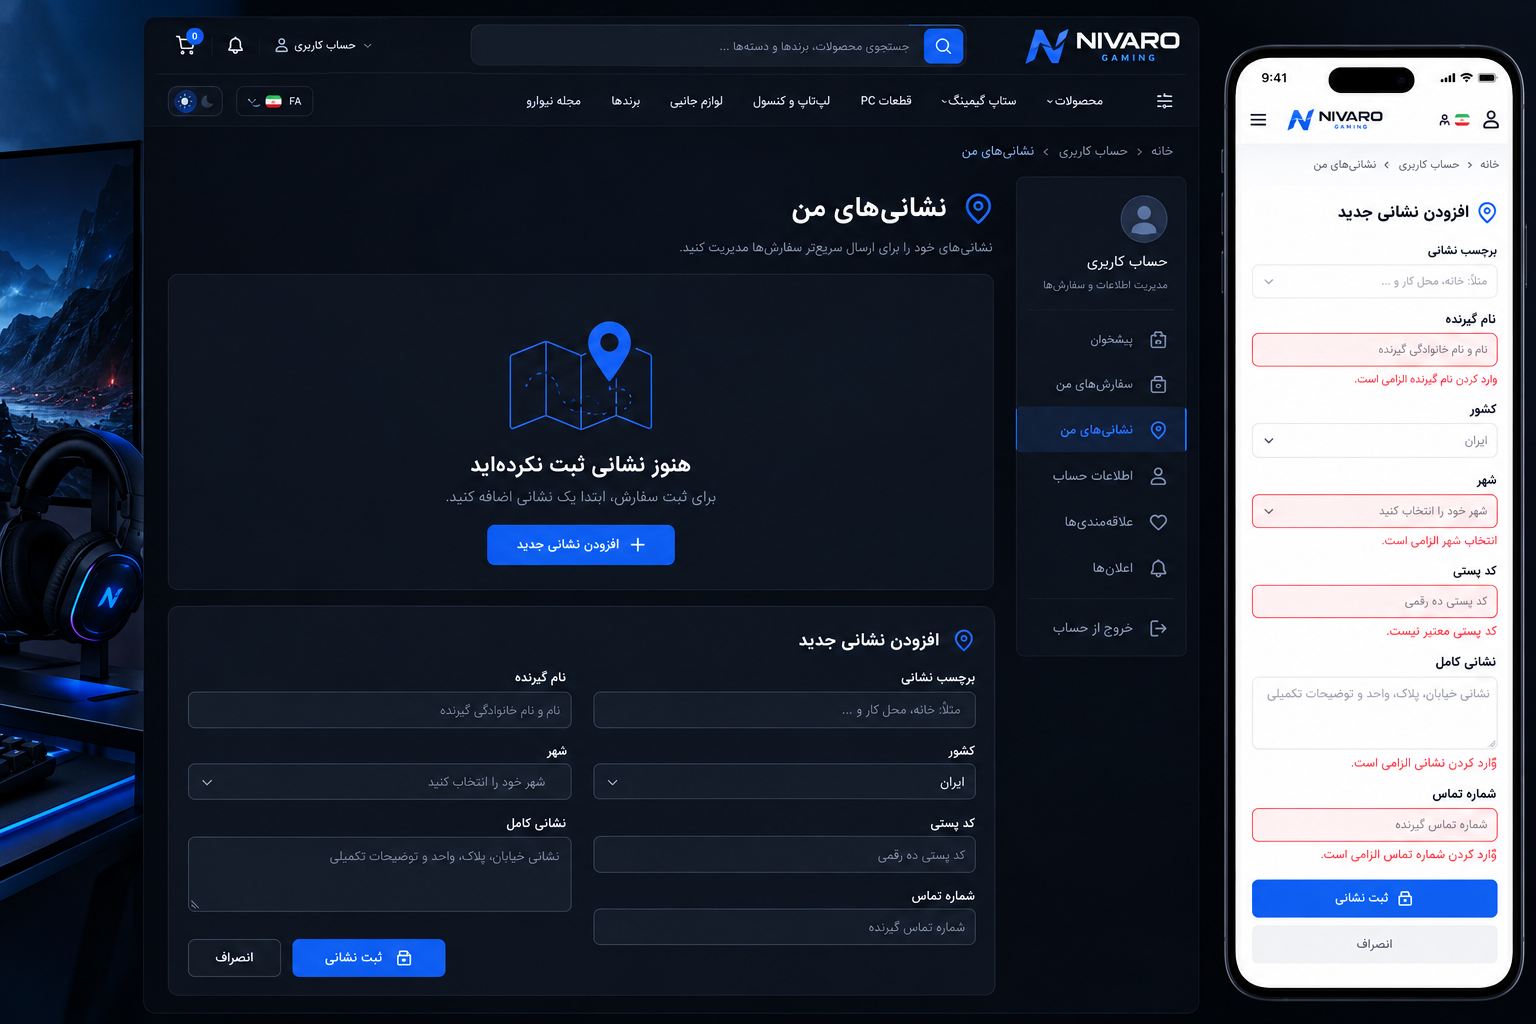 NIVARO
GAMING
جستجوی محصولات، برندها و دسته‌ها ...
حساب کاربری
0
محصولات
ستاپ گیمینگ
قطعات PC
لپ‌تاپ و کنسول
لوازم جانبی
برندها
مجله نیوارو
FA
خانه > حساب کاربری > نشانی‌های من
حساب کاربری
مدیریت اطلاعات و سفارش‌ها
پیشخوان
سفارش‌های من
نشانی‌های من
اطلاعات حساب
علاقه‌مندی‌ها
اعلان‌ها
خروج از حساب
نشانی‌های من
نشانی‌های خود را برای ارسال سریع‌تر سفارش‌ها مدیریت کنید.
هنوز نشانی ثبت نکرده‌اید
برای ثبت سفارش، ابتدا یک نشانی اضافه کنید.
افزودن نشانی جدید
افزودن نشانی جدید
برچسب نشانی
مثلاً: خانه، محل کار و ...
نام گیرنده
نام و نام خانوادگی گیرنده
کشور
ایران
شهر
شهر خود را انتخاب کنید
کد پستی
کد پستی ده رقمی
نشانی کامل
نشانی خیابان، پلاک، واحد و توضیحات تکمیلی
شماره تماس
شماره تماس گیرنده
ثبت نشانی
انصراف
9:41
NIVARO
GAMING
خانه > حساب کاربری > نشانی‌های من
افزودن نشانی جدید
برچسب نشانی
مثلاً: خانه، محل کار و ...
نام گیرنده
نام و نام خانوادگی گیرنده
وارد کردن نام گیرنده الزامی است.
کشور
ایران
شهر
شهر خود را انتخاب کنید
انتخاب شهر الزامی است.
کد پستی
کد پستی ده رقمی
کد پستی معتبر نیست.
نشانی کامل
نشانی خیابان، پلاک، واحد و توضیحات تکمیلی
وارد کردن نشانی الزامی است.
شماره تماس
شماره تماس گیرنده
وارد کردن شماره تماس الزامی است.
ثبت نشانی
انصراف